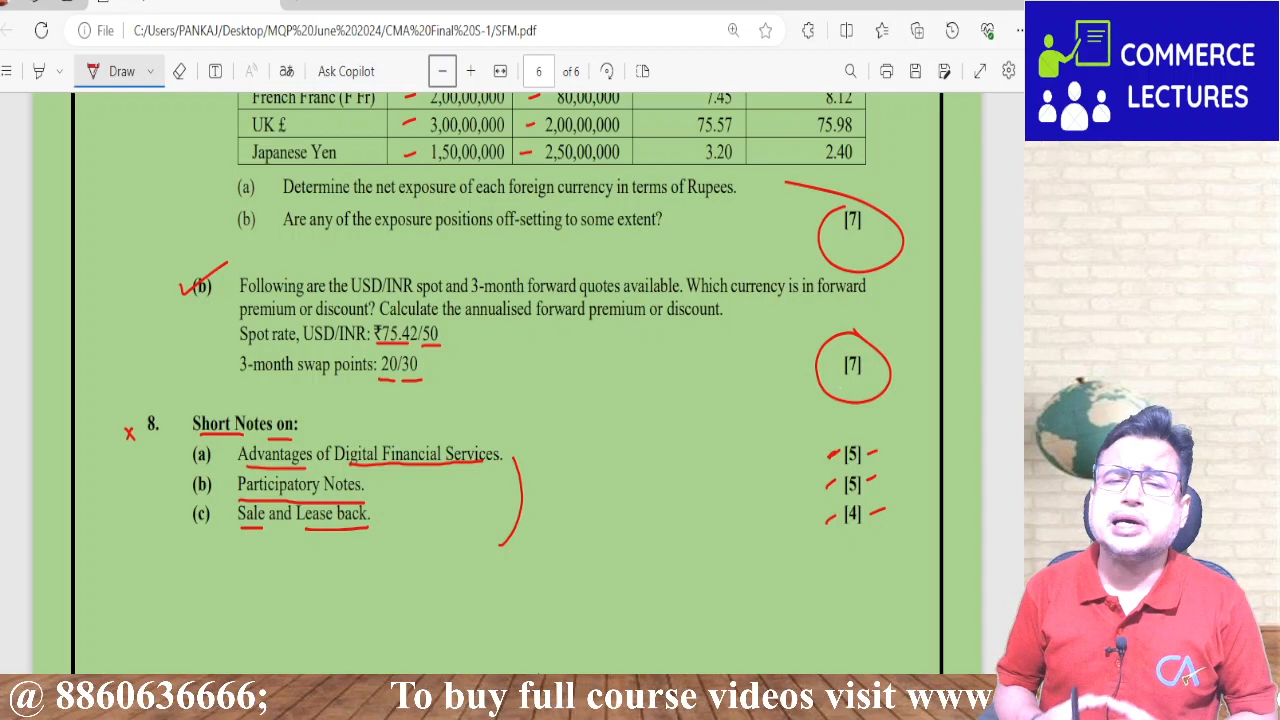 File C:/Users/PANKAJ/Desktop/MQP%20June%202024/CMA%20Final%20S-1/SFM.pdf
Draw Ask Copilot 6 of 6
COMMERCE
LECTURES
French Franc (F Fr) 2,00,00,000 80,00,000 7.45 8.12
UK £ 3,00,00,000 2,00,00,000 75.57 75.98
Japanese Yen 1,50,00,000 2,50,00,000 3.20 2.40
(a) Determine the net exposure of each foreign currency in terms of Rupees.
(b) Are any of the exposure positions off-setting to some extent? [7]
(b) Following are the USD/INR spot and 3-month forward quotes available. Which currency is in forward
premium or discount? Calculate the annualised forward premium or discount.
Spot rate, USD/INR: ₹75.42/50
3-month swap points: 20/30 [7]
8. Short Notes on:
(a) Advantages of Digital Financial Services. [5]
(b) Participatory Notes. [5]
(c) Sale and Lease back. [4]
CA
@ 8860636666; To buy full course videos visit www